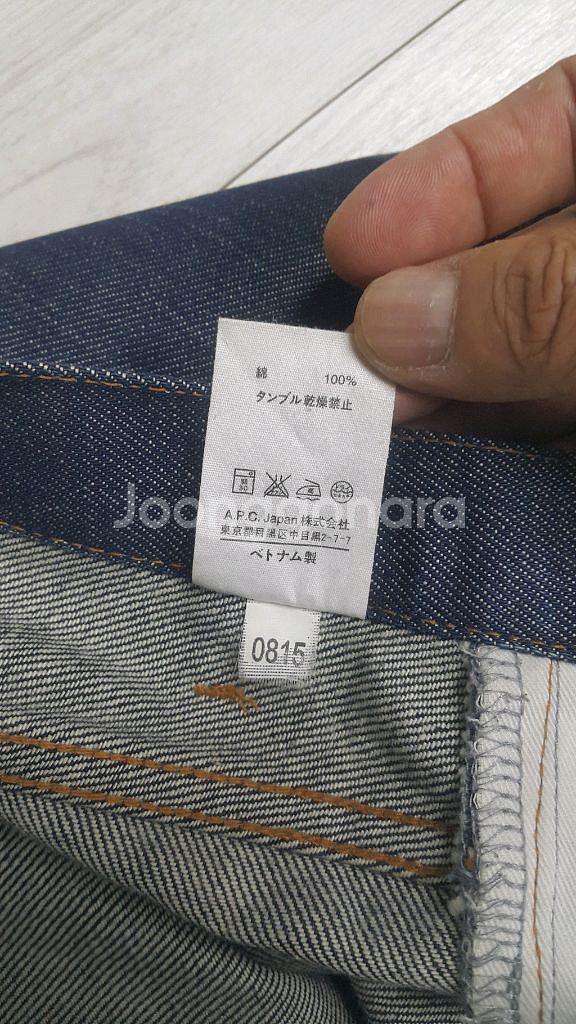 綿 100%
タンブル乾燥禁止
A.P.C. Japan 株式会社
東京都目黒区中目黒2-7-7
ベトナム製
0815